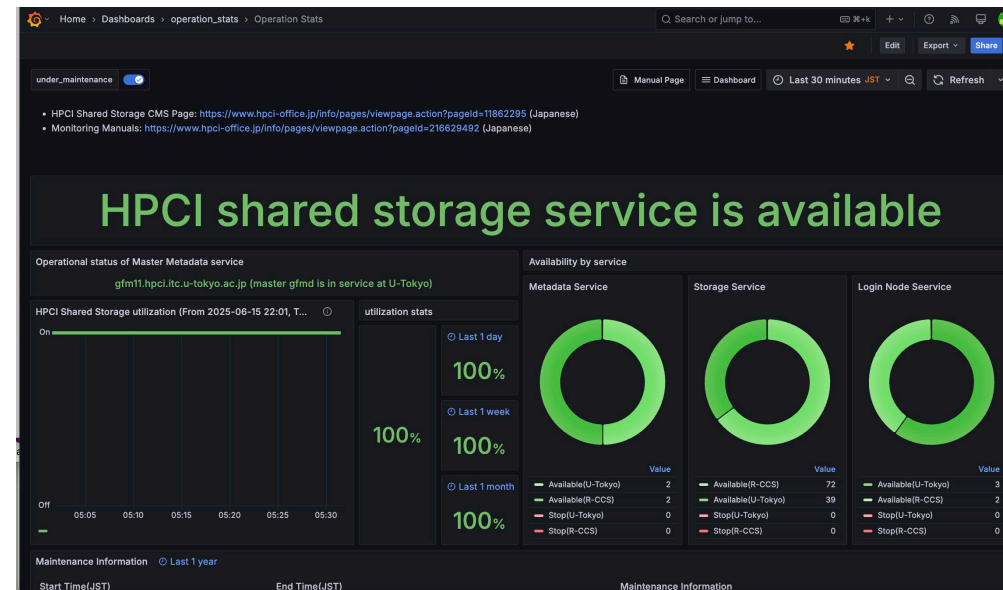 Home › Dashboards › operation_stats › Operation Stats
Search or jump to...
⌘+k
Edit
Export
Share
under_maintenance
Manual Page
Dashboard
Last 30 minutes JST
Refresh
• HPCI Shared Storage CMS Page: https://www.hpci-office.jp/info/pages/viewpage.action?pageId=11862295 (Japanese)
• Monitoring Manuals: https://www.hpci-office.jp/info/pages/viewpage.action?pageId=216629492 (Japanese)
HPCI shared storage service is available
Operational status of Master Metadata service
gfm11.hpci.itc.u-tokyo.ac.jp (master gfmd is in service at U-Tokyo)
HPCI Shared Storage utilization (From 2025-06-15 22:01, T...
On
Off
05:05 05:10 05:15 05:20 05:25 05:30
utilization stats
100%
Last 1 day
100%
Last 1 week
100%
Last 1 month
100%
Availability by service
Metadata Service
Value
Available(U-Tokyo) 2
Available(R-CCS) 2
Stop(U-Tokyo) 0
Stop(R-CCS) 0
Storage Service
Value
Available(R-CCS) 72
Available(U-Tokyo) 39
Stop(U-Tokyo) 0
Stop(R-CCS) 0
Login Node Seervice
Value
Available(U-Tokyo) 3
Available(R-CCS) 2
Stop(U-Tokyo) 0
Stop(R-CCS) 0
Maintenance Information
Last 1 year
Start Time(JST) End Time(JST) Maintenance Information